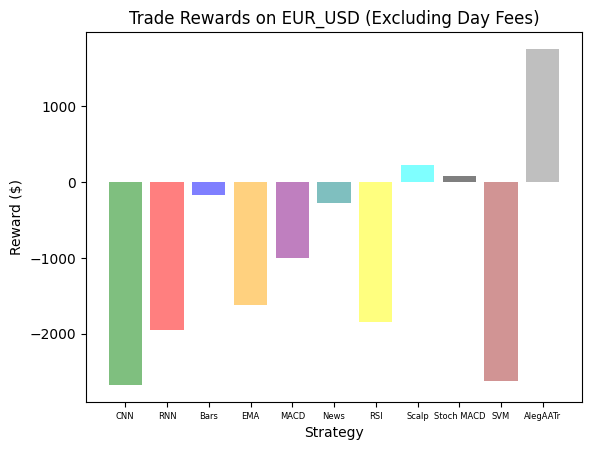 Trade Rewards on EUR_USD (Excluding Day Fees)
Reward ($)
1000
0
−1000
−2000
CNN RNN Bars EMA MACD News RSI Scalp Stoch MACD SVM AlegAATr
Strategy